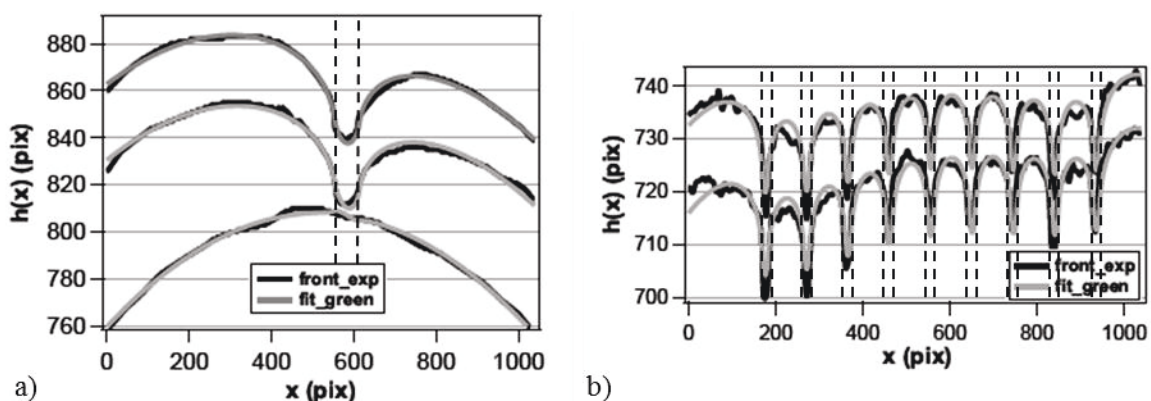 880
860
840
820
800
780
760
h(x) (pix)
front_exp
fit_green
0 200 400 600 800 1000
x (pix)
a)
740
730
720
710
700
h(x) (pix)
front_exp
fit_green
0 200 400 600 800 1000
x (pix)
b)